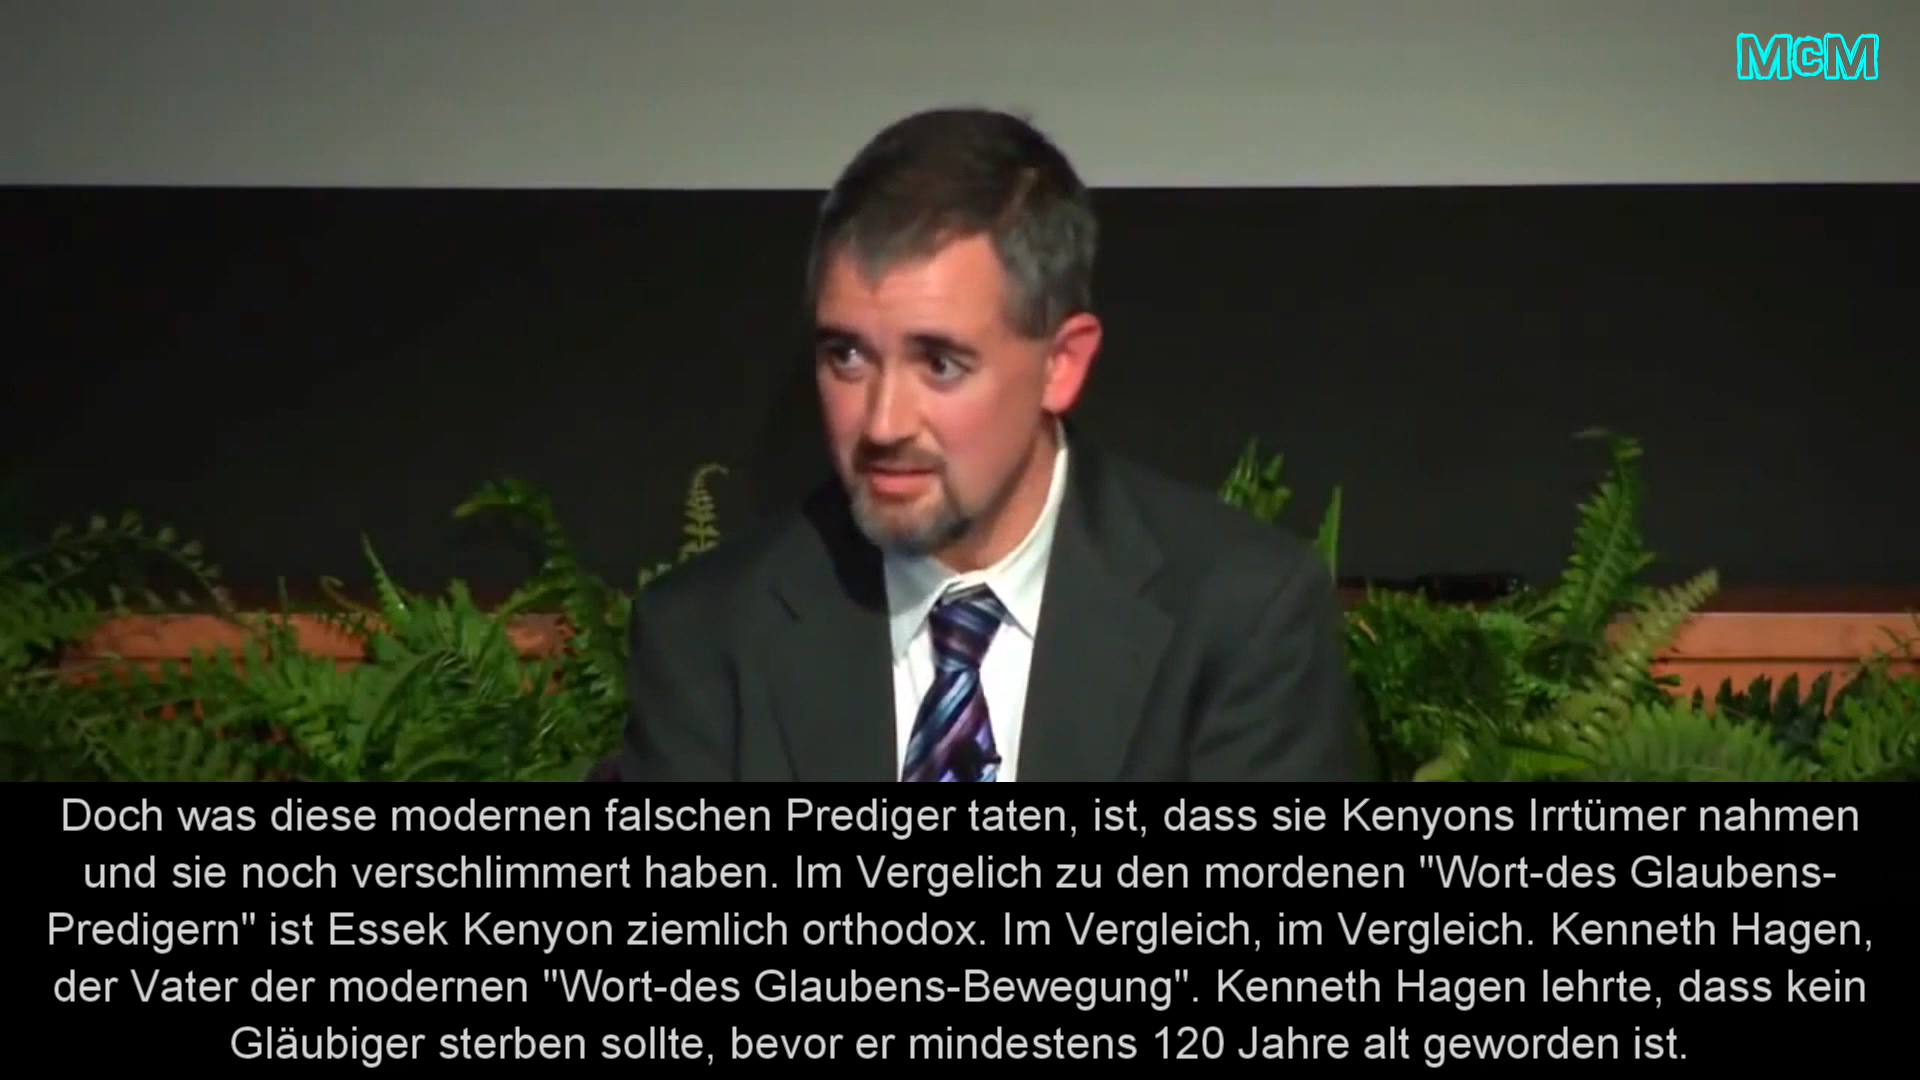 McM
Doch was diese modernen falschen Prediger taten, ist, dass sie Kenyons Irrtümer nahmen
und sie noch verschlimmert haben. Im Vergelich zu den mordenen "Wort-des Glaubens-
Predigern" ist Essek Kenyon ziemlich orthodox. Im Vergleich, im Vergleich. Kenneth Hagen,
der Vater der modernen "Wort-des Glaubens-Bewegung". Kenneth Hagen lehrte, dass kein
Gläubiger sterben sollte, bevor er mindestens 120 Jahre alt geworden ist.